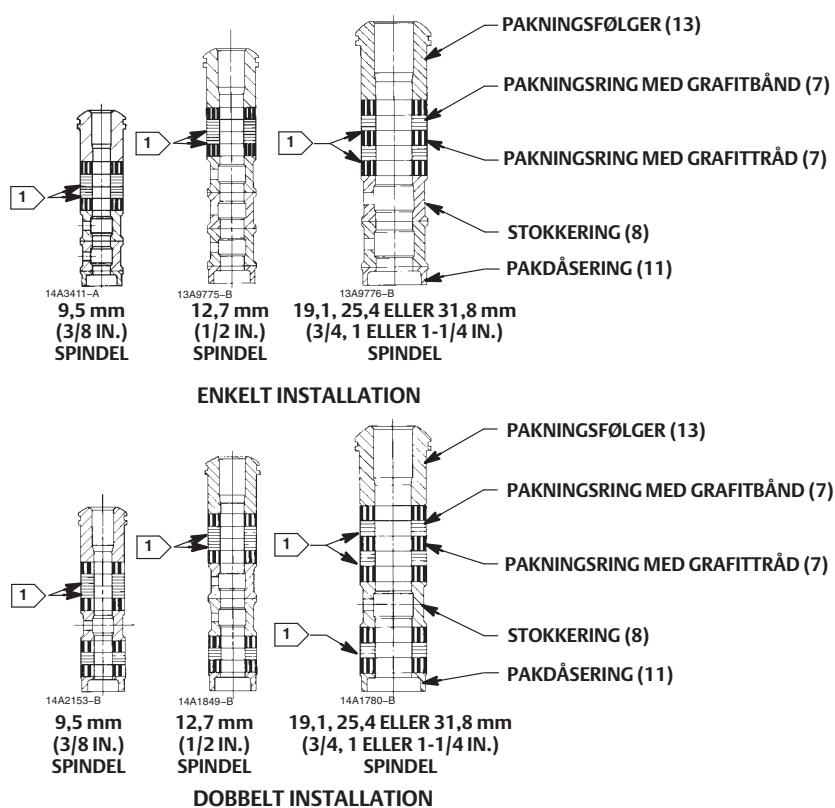 PAKNINGSFØLGER (13)
PAKNINGSRING MED GRAFITBÅND (7)
1
1
1
PAKNINGSRING MED GRAFITTRÅD (7)
1
STOKKERING (8)
PAKDÅSERING (11)
14A3411-A
13A9775-B
13A9776-B
9,5 mm
(3/8 IN.)
SPINDEL
12,7 mm
(1/2 IN.)
SPINDEL
19,1, 25,4 ELLER 31,8 mm
(3/4, 1 ELLER 1-1/4 IN.)
SPINDEL
ENKELT INSTALLATION
PAKNINGSFØLGER (13)
PAKNINGSRING MED GRAFITBÅND (7)
1
1
PAKNINGSRING MED GRAFITTRÅD (7)
1
1
STOKKERING (8)
PAKDÅSERING (11)
14A2153-B
14A1849-B
14A1780-B
9,5 mm
(3/8 IN.)
SPINDEL
12,7 mm
(1/2 IN.)
SPINDEL
19,1, 25,4 ELLER 31,8 mm
(3/4, 1 ELLER 1-1/4 IN.)
SPINDEL
DOBBELT INSTALLATION